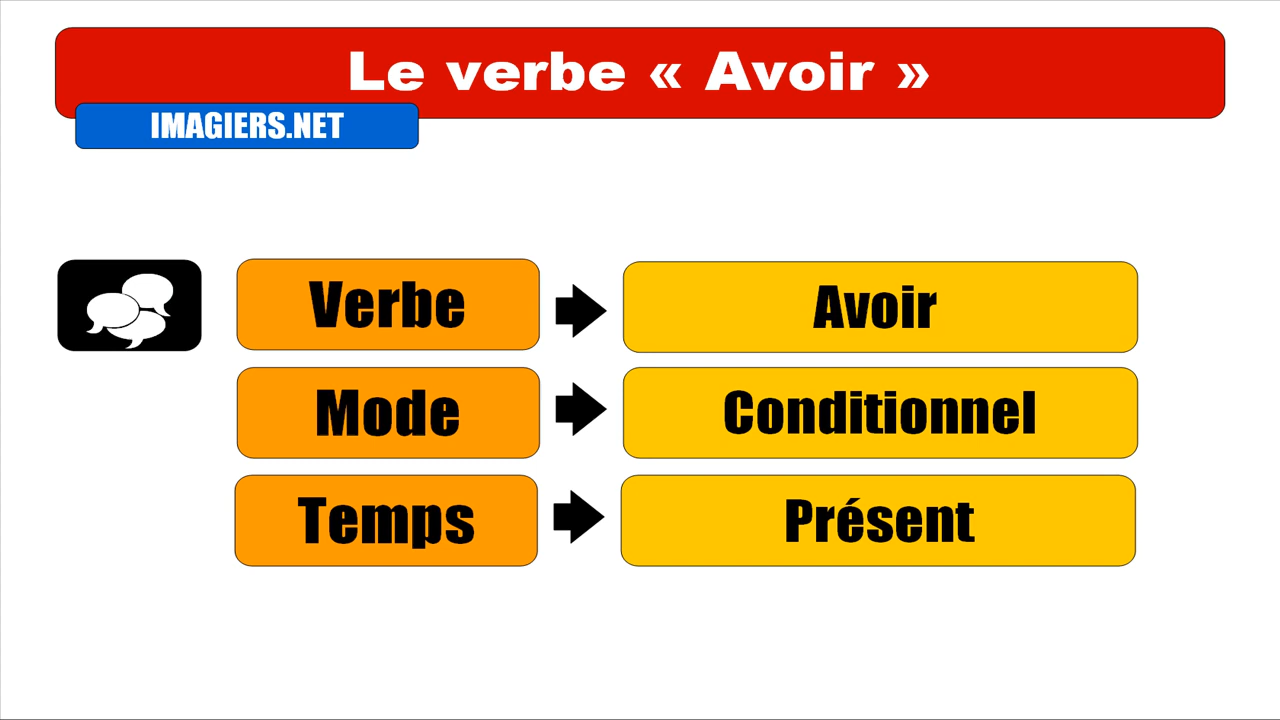 Le verbe « Avoir »
IMAGIERS.NET
Verbe Avoir
Mode Conditionnel
Temps Présent